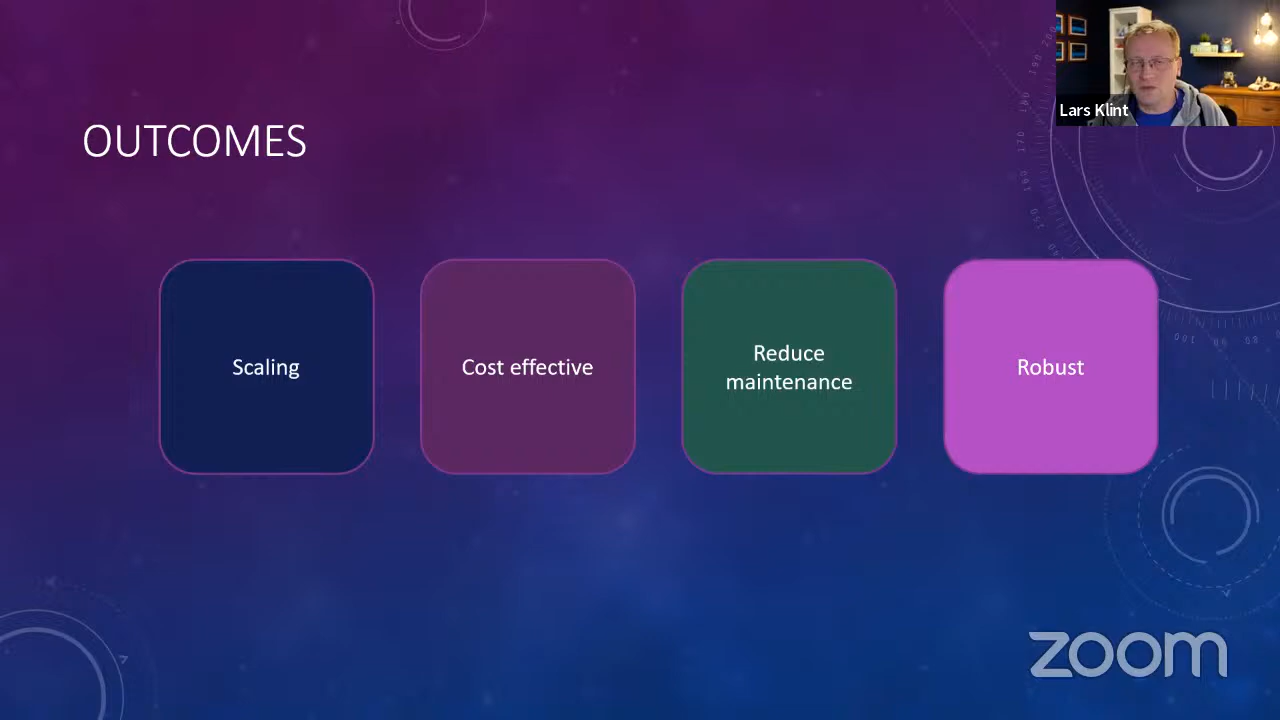 Lars Klint
OUTCOMES
Scaling
Cost effective
Reduce
maintenance
Robust
zoom